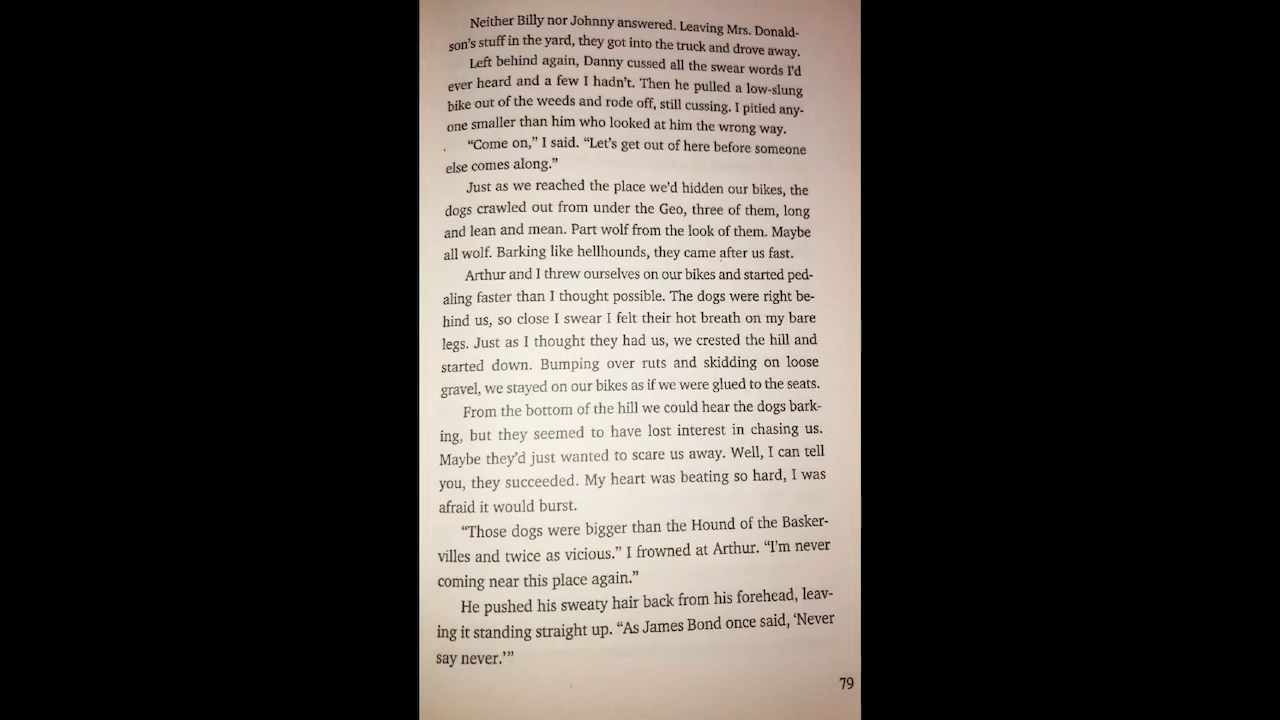 Neither Billy nor Johnny answered. Leaving Mrs. Donald-
son's stuff in the yard, they got into the truck and drove away.
Left behind again, Danny cussed all the swear words I'd
ever heard and a few I hadn't. Then he pulled a low-slung
bike out of the weeds and rode off, still cussing. I pitied any-
one smaller than him who looked at him the wrong way.
“Come on,” I said. “Let's get out of here before someone
else comes along.”
Just as we reached the place we'd hidden our bikes, the
dogs crawled out from under the Geo, three of them, long
and lean and mean. Part wolf from the look of them. Maybe
all wolf. Barking like hellhounds, they came after us fast.
Arthur and I threw ourselves on our bikes and started ped-
aling faster than I thought possible. The dogs were right be-
hind us, so close I swear I felt their hot breath on my bare
legs. Just as I thought they had us, we crested the hill and
started down. Bumping over ruts and skidding on loose
gravel, we stayed on our bikes as if we were glued to the seats.
From the bottom of the hill we could hear the dogs bark-
ing, but they seemed to have lost interest in chasing us.
Maybe they'd just wanted to scare us away. Well, I can tell
you, they succeeded. My heart was beating so hard, I was
afraid it would burst.
“Those dogs were bigger than the Hound of the Basker-
villes and twice as vicious.” I frowned at Arthur. “I'm never
coming near this place again.”
He pushed his sweaty hair back from his forehead, leav-
ing it standing straight up. “As James Bond once said, ‘Never
say never.’”
79